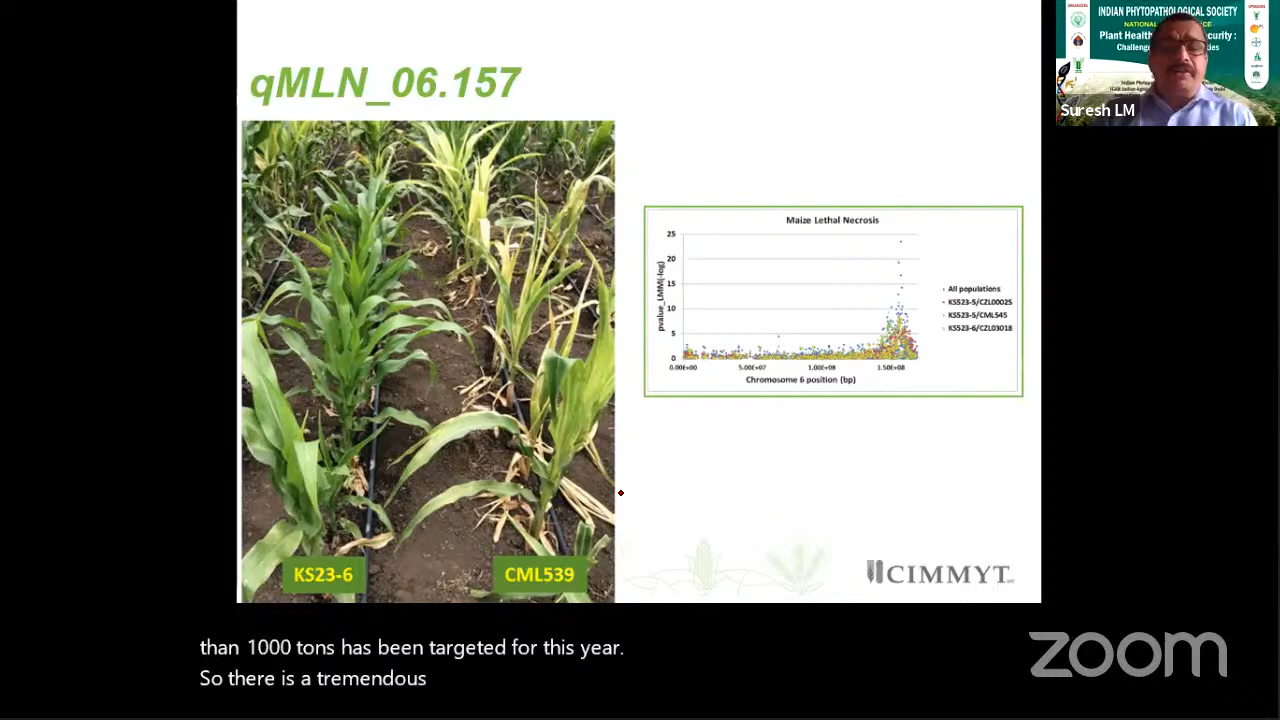 qMLN_06.157
KS23-6
CML539
Maize Lethal Necrosis
pvalue_LMM(-log)
25
20
15
10
5
0
0.00E+00 5.00E+07 1.00E+08 1.50E+08
Chromosome 6 position (bp)
All populations
KS523-5/CZL00025
KS523-5/CML545
KS523-6/CZL03018
CIMMYT
INDIAN PHYTOPATHOLOGICAL SOCIETY
NATIONAL
Plant Health
Suresh LM
than 1000 tons has been targeted for this year.
So there is a tremendous
zoom